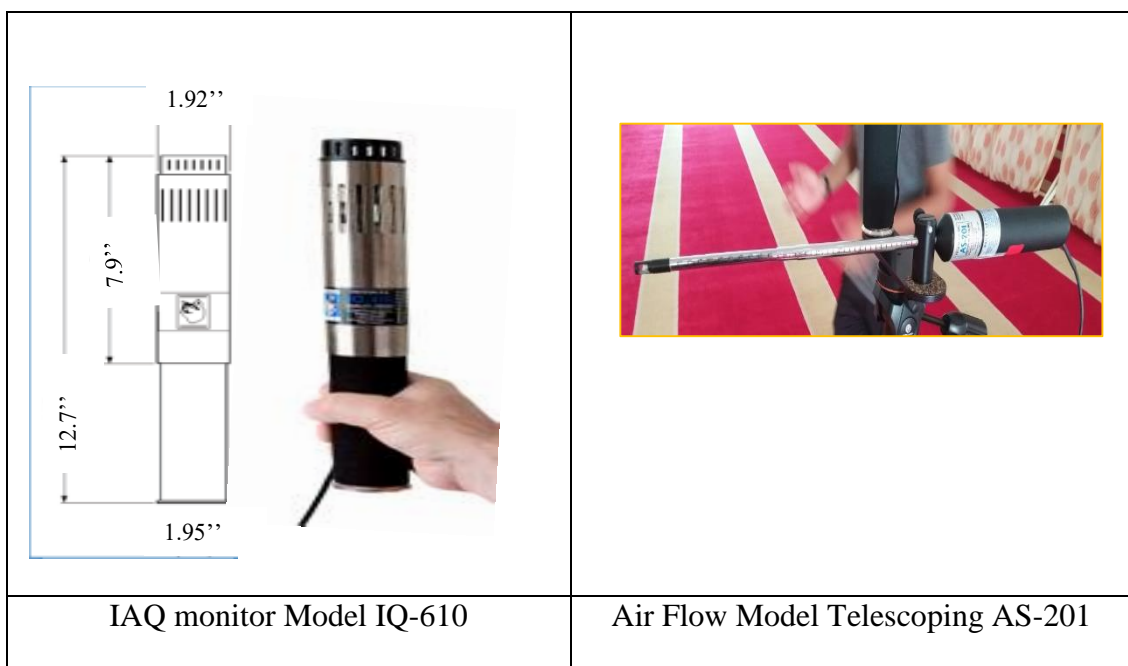 1.92’’
7.9’’
12.7’’
1.95’’
AS-201
IAQ monitor Model IQ-610
Air Flow Model Telescoping AS-201